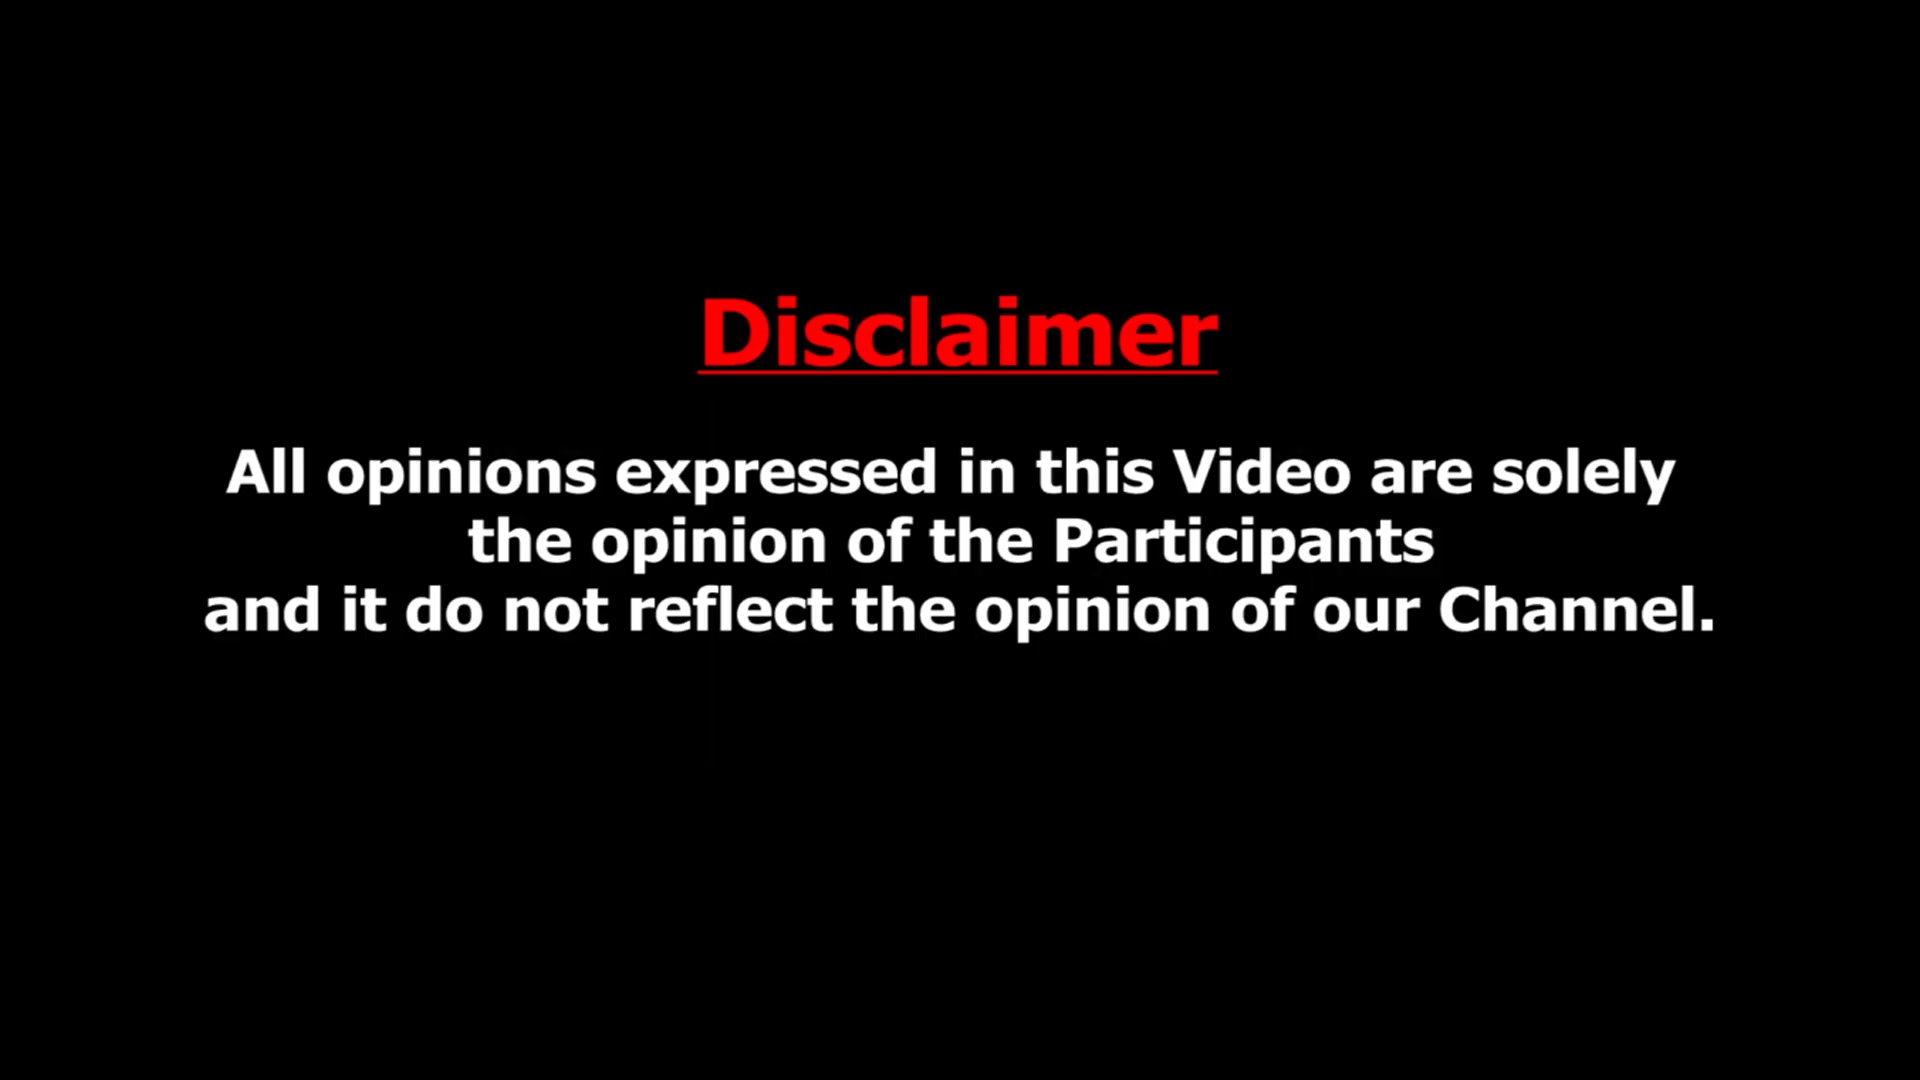 Disclaimer
All opinions expressed in this Video are solely
the opinion of the Participants
and it do not reflect the opinion of our Channel.